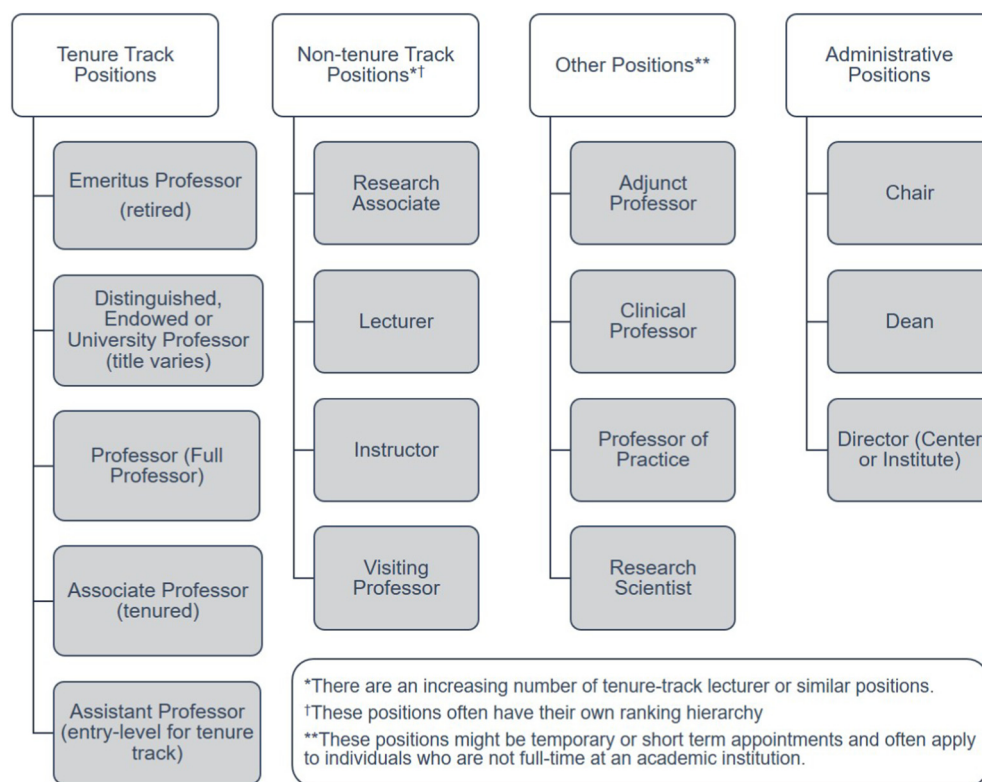 Tenure Track
Positions
Emeritus Professor
(retired)
Distinguished,
Endowed or
University Professor
(title varies)
Professor (Full
Professor)
Associate Professor
(tenured)
Assistant Professor
(entry-level for tenure
track)
Non-tenure Track
Positions*†
Research
Associate
Lecturer
Instructor
Visiting
Professor
Other Positions**
Adjunct
Professor
Clinical
Professor
Professor of
Practice
Research
Scientist
Administrative
Positions
Chair
Dean
Director (Center
or Institute)
*There are an increasing number of tenure-track lecturer or similar positions.
†These positions often have their own ranking hierarchy
**These positions might be temporary or short term appointments and often apply
to individuals who are not full-time at an academic institution.